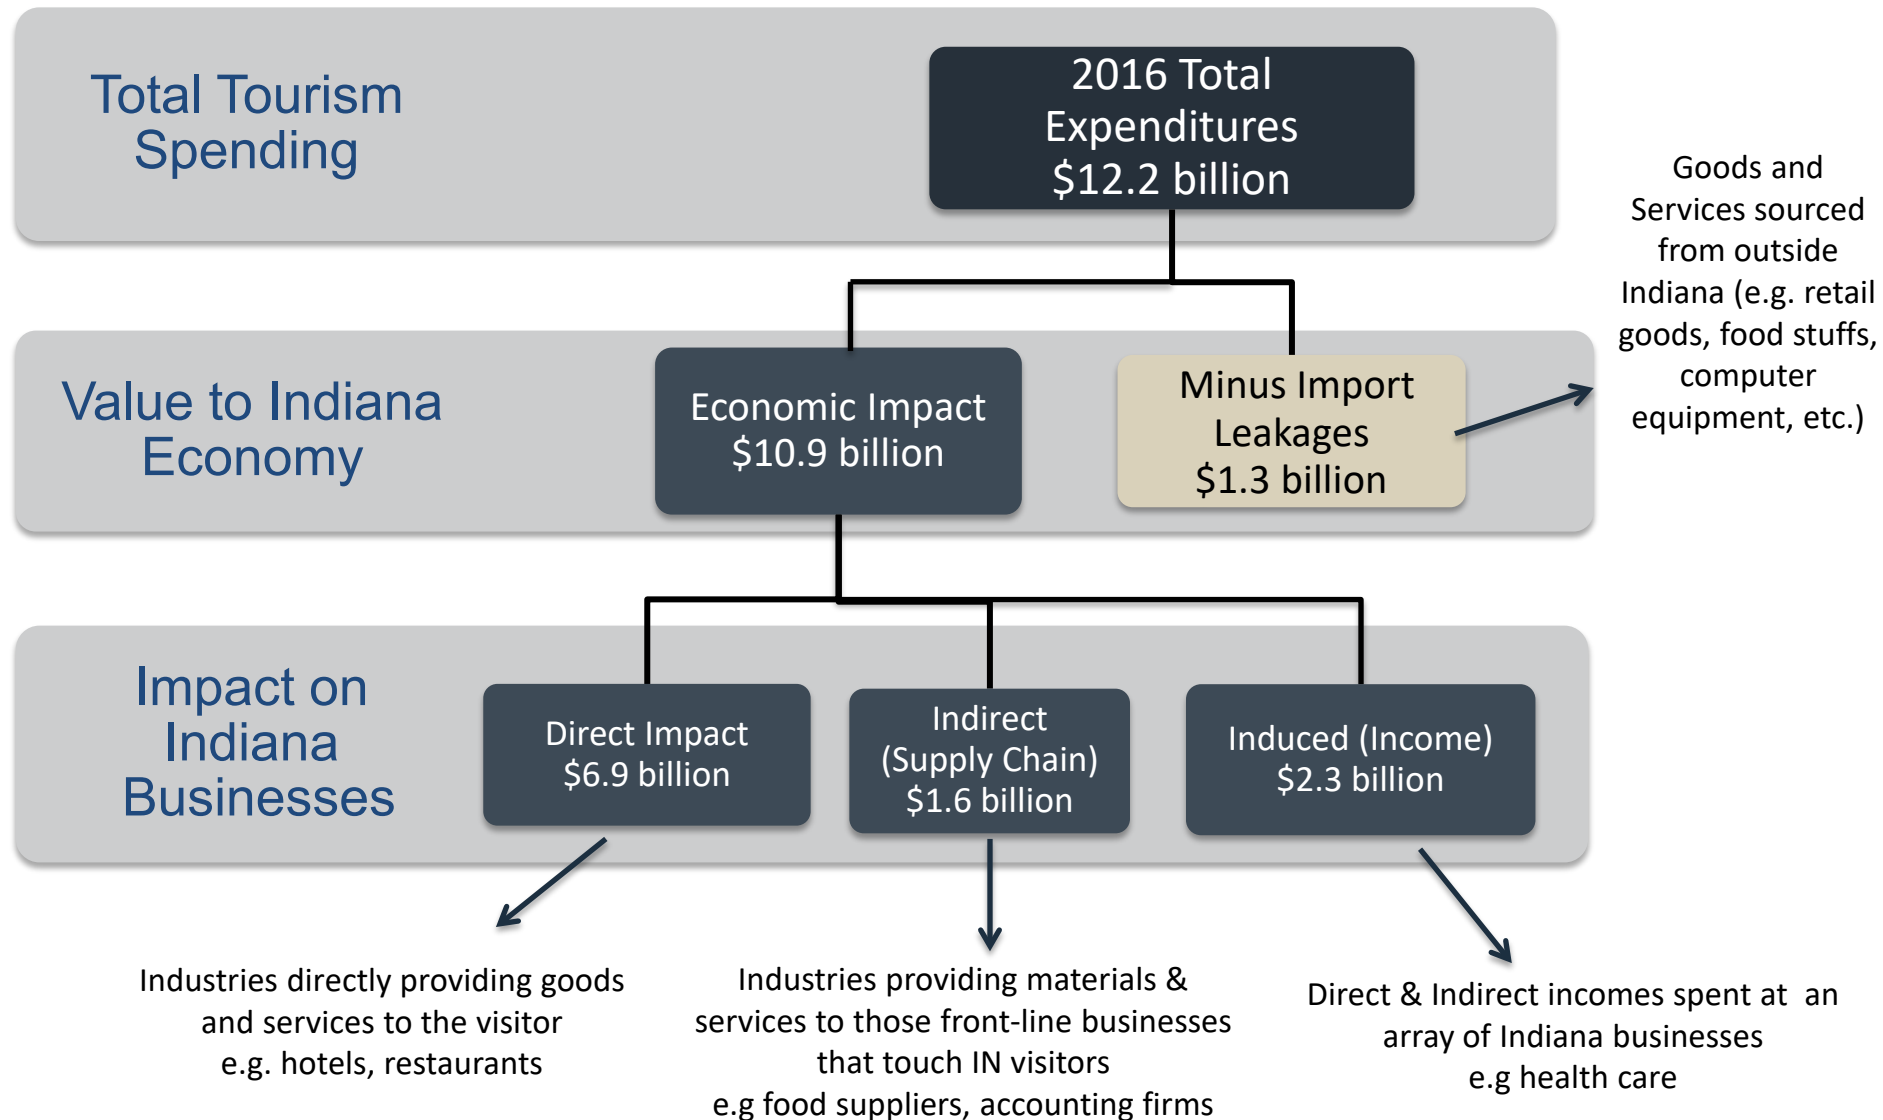 Total Tourism
Spending
2016 Total
Expenditures
$12.2 billion
Goods and
Services sourced
from outside
Indiana (e.g. retail
goods, food stuffs,
computer
equipment, etc.)
Value to Indiana
Economy
Economic Impact
$10.9 billion
Minus Import
Leakages
$1.3 billion
Impact on
Indiana
Businesses
Direct Impact
$6.9 billion
Indirect
(Supply Chain)
$1.6 billion
Induced (Income)
$2.3 billion
Industries directly providing goods
and services to the visitor
e.g. hotels, restaurants
Industries providing materials &
services to those front-line businesses
that touch IN visitors
e.g food suppliers, accounting firms
Direct & Indirect incomes spent at  an
array of Indiana businesses
e.g health care